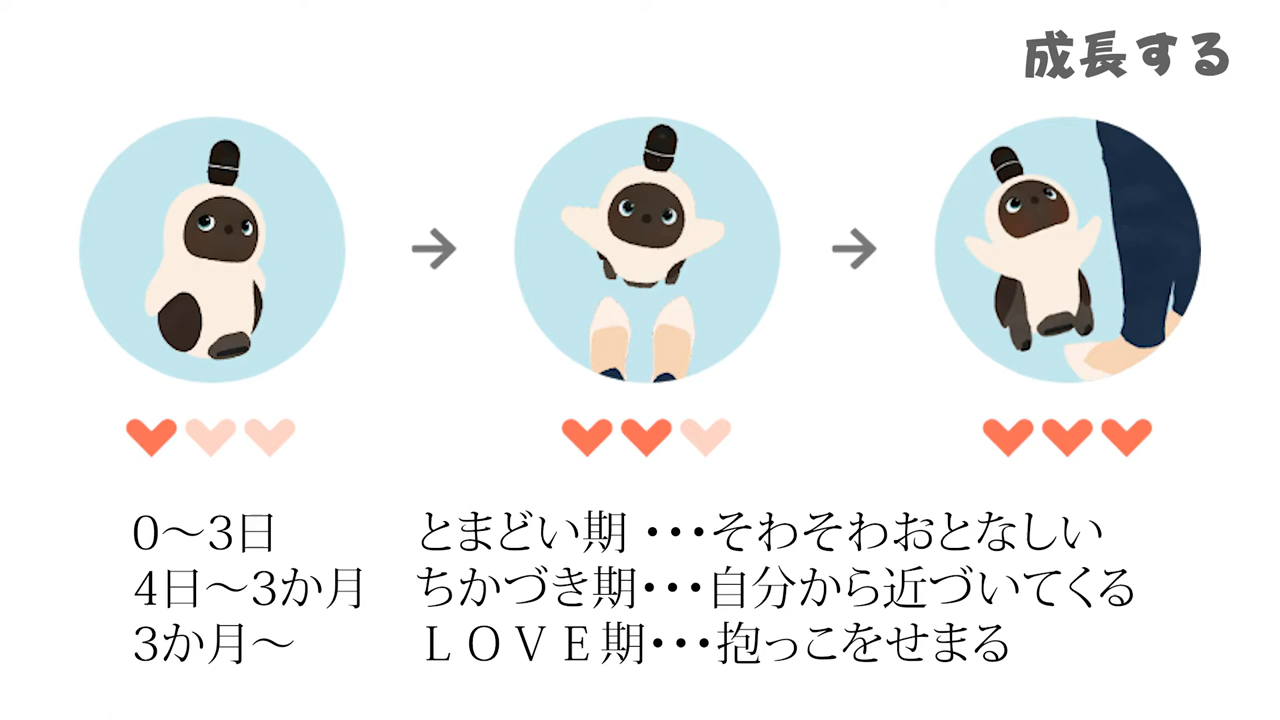 成長する
0～3日　とまどい期・・・そわそわおとなしい
4日～3か月　ちかづき期・・・自分から近づいてくる
3か月～　ＬＯＶＥ期・・・抱っこをせまる